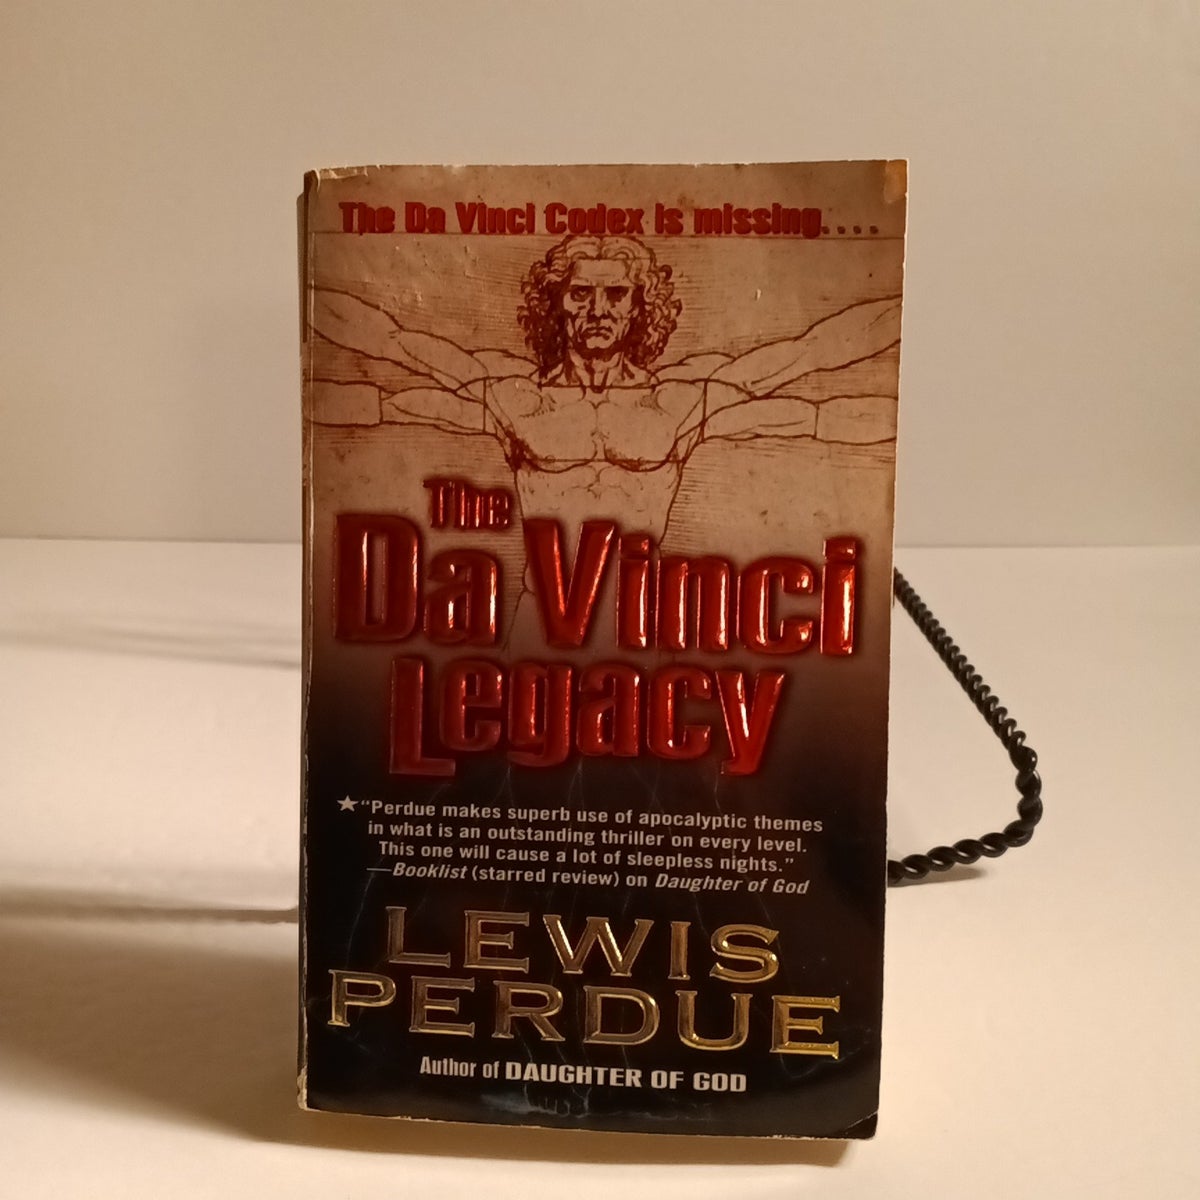 The Da Vinci Codex is missing....
The
Da Vinci
Legacy
★“Perdue makes superb use of apocalyptic themes
in what is an outstanding thriller on every level.
This one will cause a lot of sleepless nights.”
—Booklist (starred review) on Daughter of God
LEWIS
PERDUE
Author of DAUGHTER OF GOD